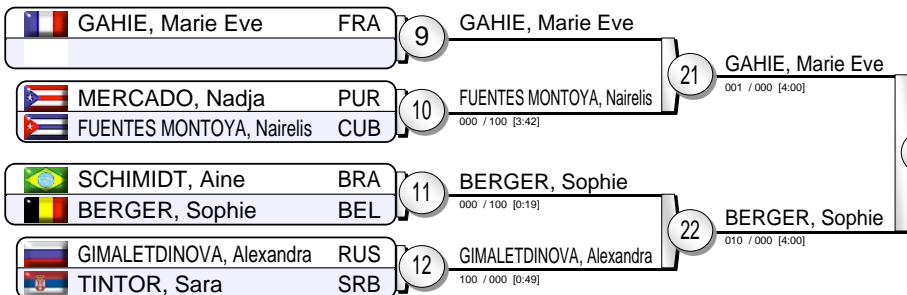 GAHIE, Marie Eve FRA
9
GAHIE, Marie Eve
21
GAHIE, Marie Eve
001 / 000 [4:00]
MERCADO, Nadja PUR
FUENTES MONTOYA, Nairelis CUB
10
FUENTES MONTOYA, Nairelis
000 / 100 [3:42]
SCHIMIDT, Aine BRA
BERGER, Sophie BEL
11
BERGER, Sophie
000 / 100 [0:19]
22
BERGER, Sophie
010 / 000 [4:00]
GIMALETDINOVA, Alexandra RUS
TINTOR, Sara SRB
12
GIMALETDINOVA, Alexandra
100 / 000 [0:49]